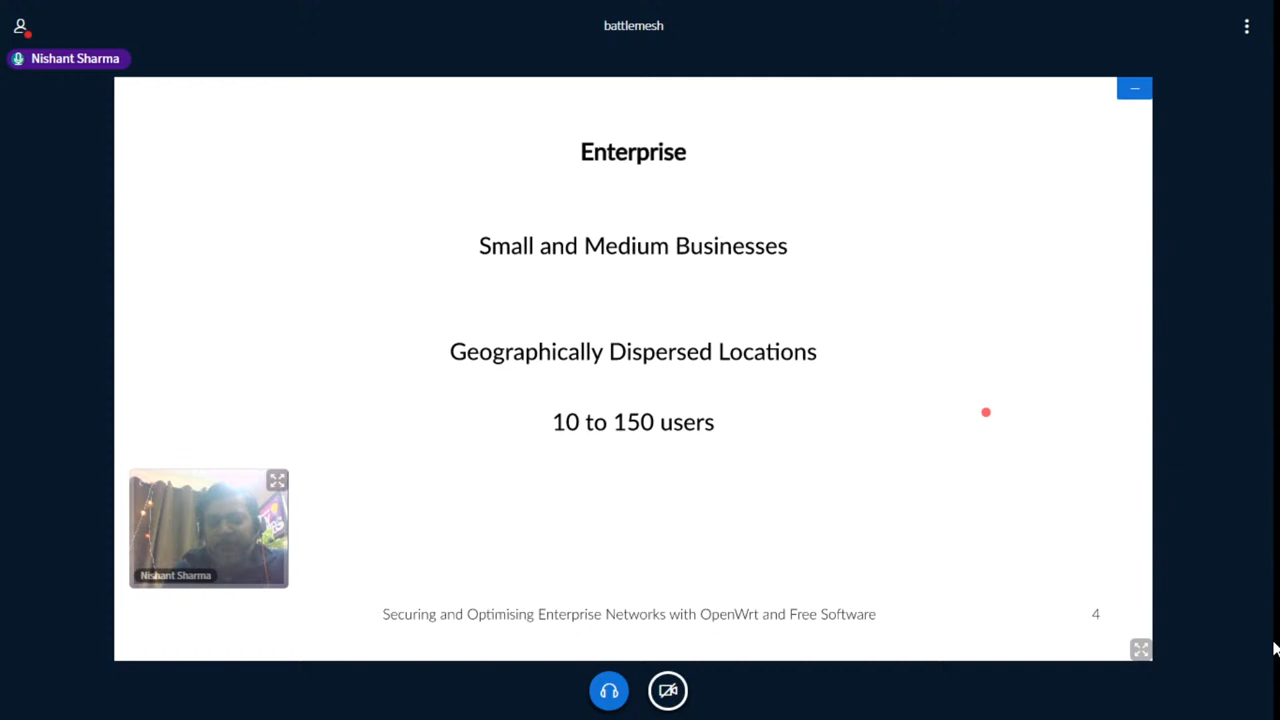 battlemesh
Nishant Sharma
Enterprise
Small and Medium Businesses
Geographically Dispersed Locations
10 to 150 users
Nishant Sharma
Securing and Optimising Enterprise Networks with OpenWrt and Free Software
4